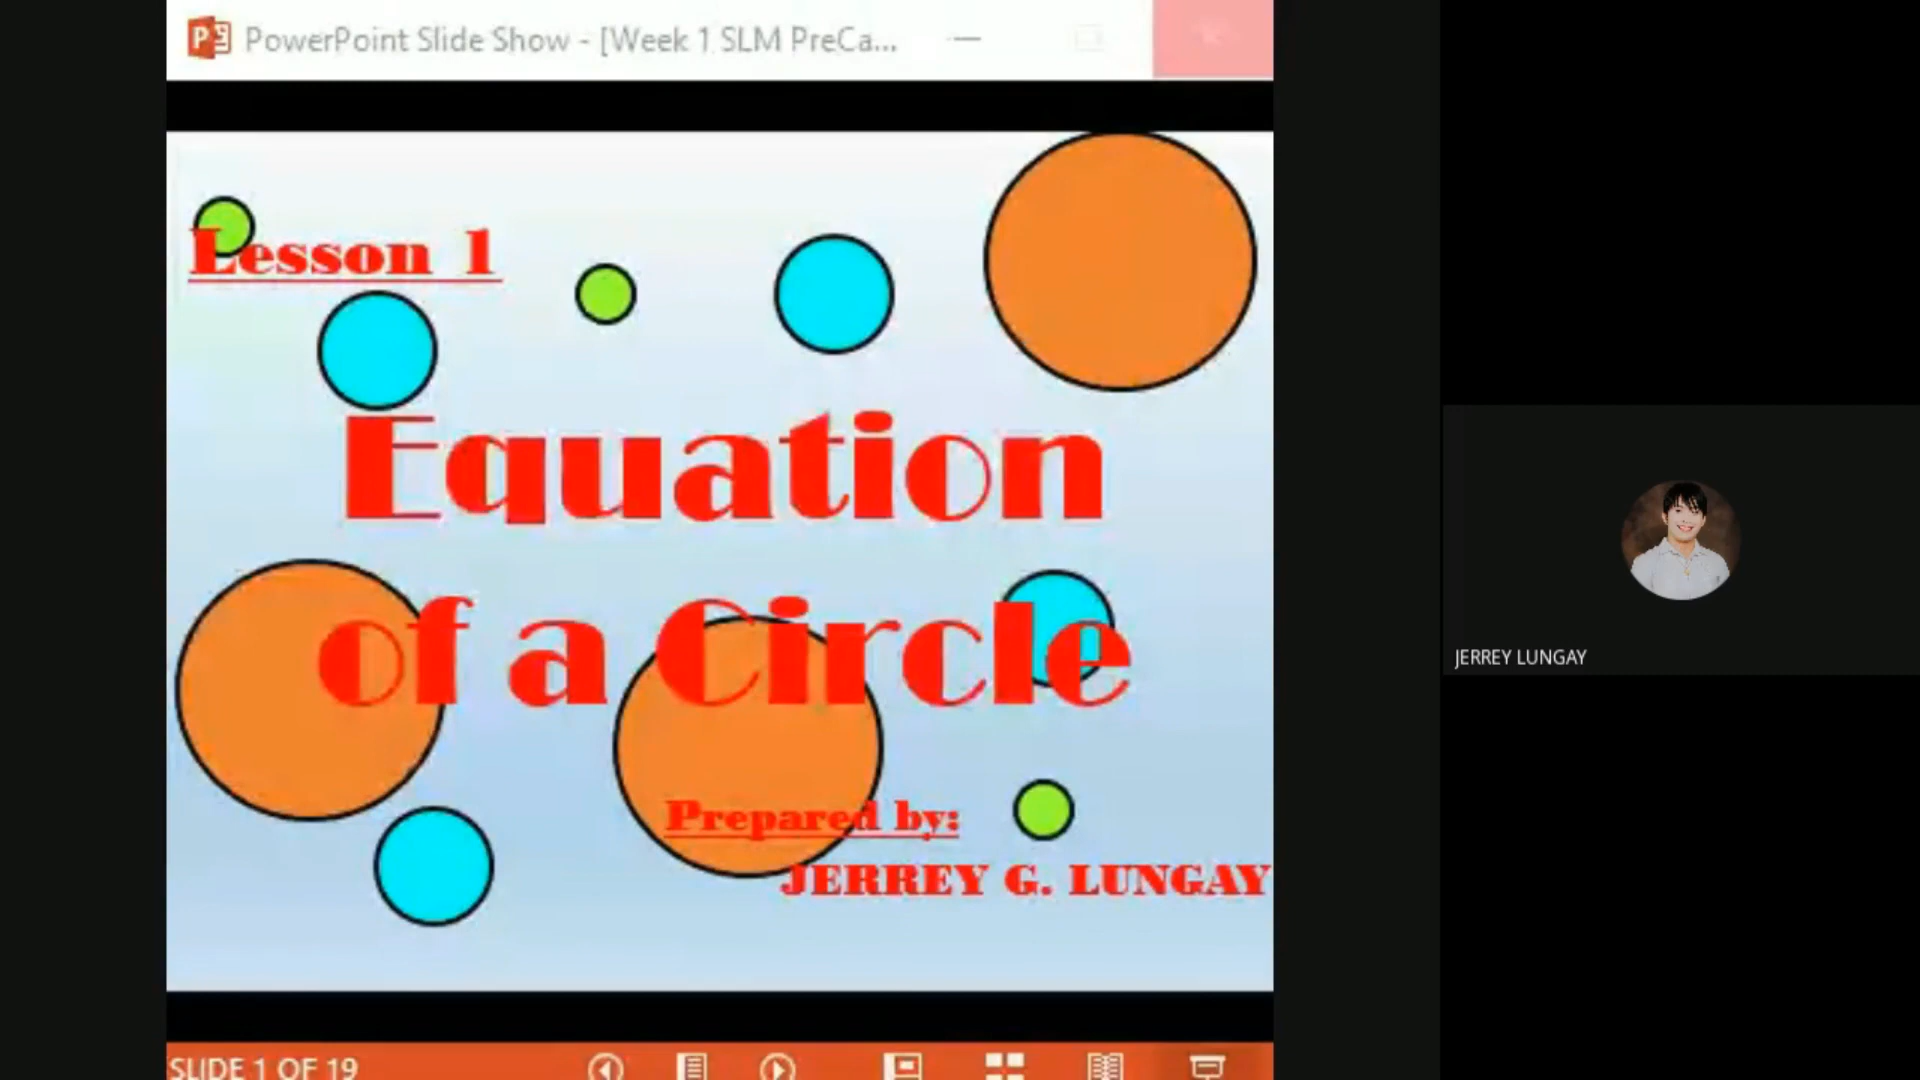 PowerPoint Slide Show - [Week 1 SLM PreCa...
Lesson 1
Equation
of a Circle
Prepared by:
JERREY G. LUNGAY
JERREY LUNGAY
SLIDE 1 OF 19